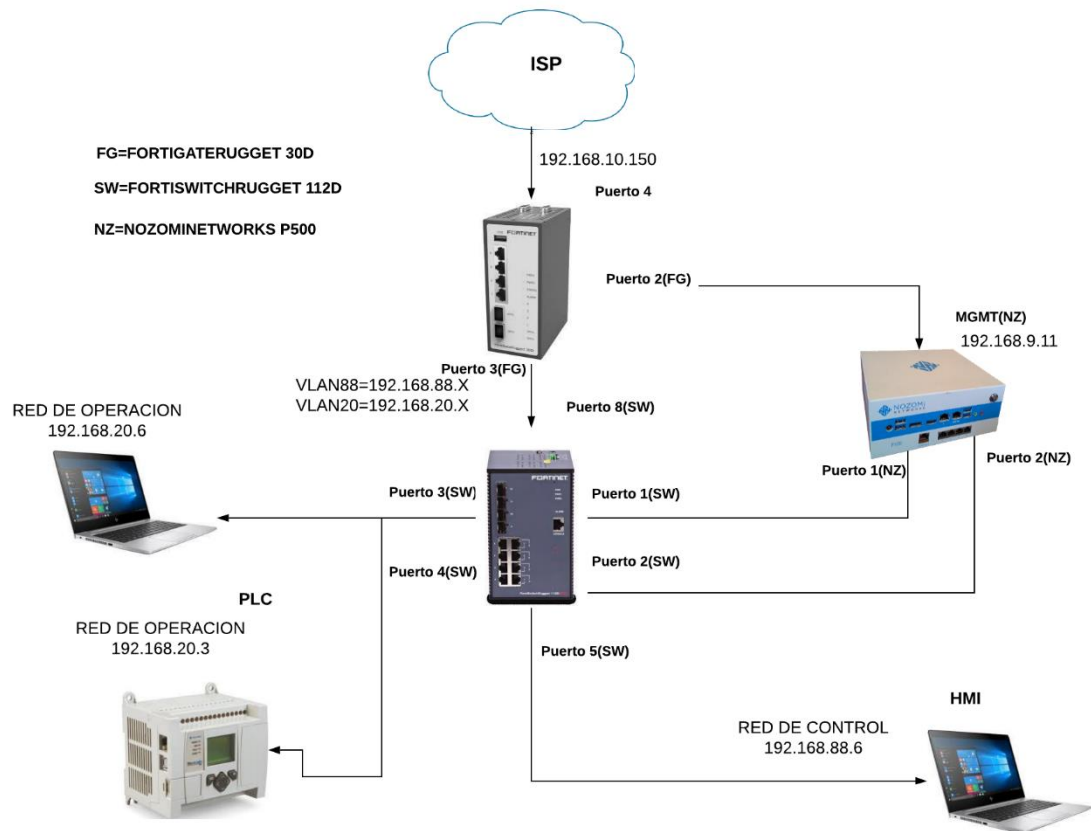 ISP
FG=FORTIGATERUGGET 30D
SW=FORTISWITCHRUGGET 112D
NZ=NOZOMINETWORKS P500
192.168.10.150
Puerto 4
FORTINET
Puerto 2(FG)
MGMT(NZ)
192.168.9.11
Puerto 3(FG)
VLAN88=192.168.88.X
VLAN20=192.168.20.X
Puerto 8(SW)
RED DE OPERACION
192.168.20.6
NOZOMI
NETWORKS
Puerto 1(NZ)
Puerto 2(NZ)
FORTINET
Puerto 3(SW)
Puerto 1(SW)
Puerto 4(SW)
Puerto 2(SW)
PLC
RED DE OPERACION
192.168.20.3
Puerto 5(SW)
HMI
RED DE CONTROL
192.168.88.6